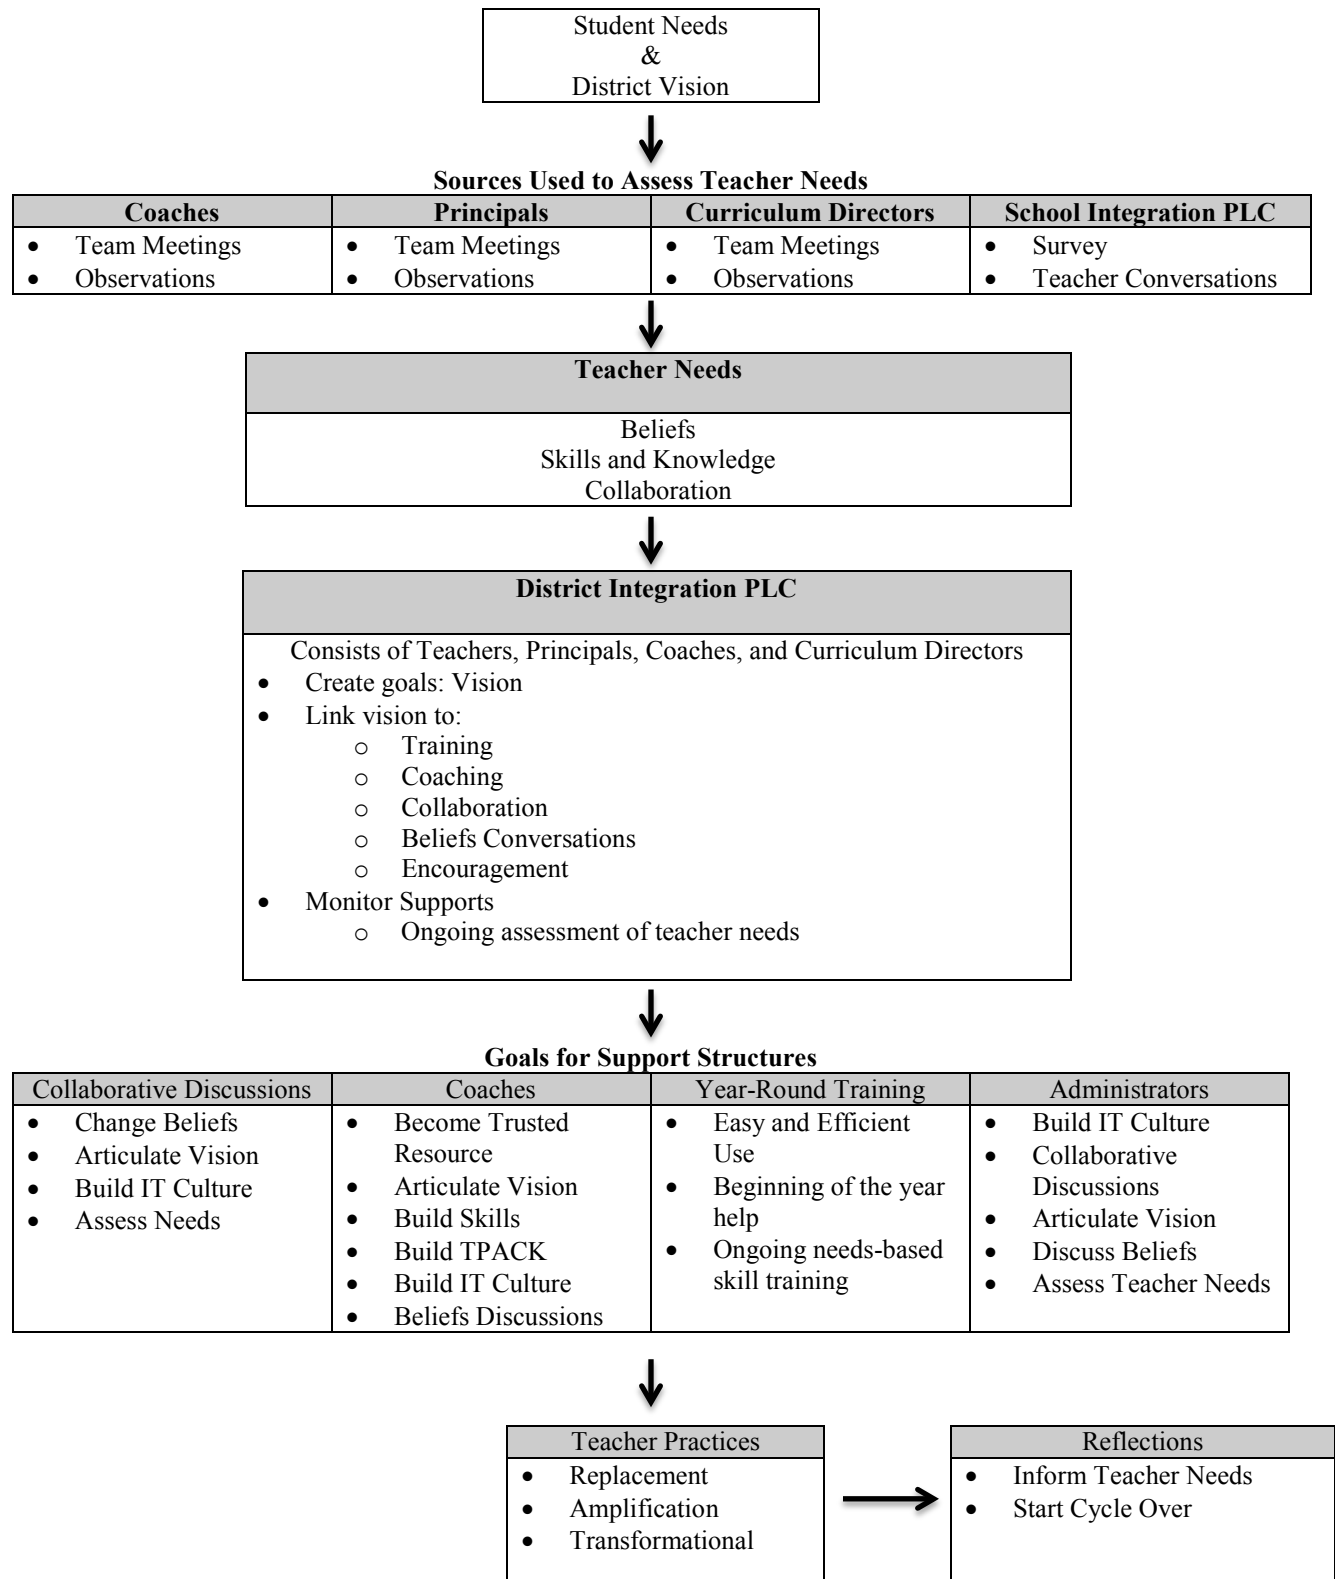 Student Needs
&
District Vision
Sources Used to Assess Teacher Needs
Coaches
• Team Meetings
• Observations
Principals
• Team Meetings
• Observations
Curriculum Directors
• Team Meetings
• Observations
School Integration PLC
• Survey
• Teacher Conversations
Teacher Needs
Beliefs
Skills and Knowledge
Collaboration
District Integration PLC
Consists of Teachers, Principals, Coaches, and Curriculum Directors
• Create goals: Vision
• Link vision to:
o Training
o Coaching
o Collaboration
o Beliefs Conversations
o Encouragement
• Monitor Supports
o Ongoing assessment of teacher needs
Goals for Support Structures
Collaborative Discussions
• Change Beliefs
• Articulate Vision
• Build IT Culture
• Assess Needs
Coaches
• Become Trusted
Resource
• Articulate Vision
• Build Skills
• Build TPACK
• Build IT Culture
• Beliefs Discussions
Year-Round Training
• Easy and Efficient
Use
• Beginning of the year
help
• Ongoing needs-based
skill training
Administrators
• Build IT Culture
• Collaborative
Discussions
• Articulate Vision
• Discuss Beliefs
• Assess Teacher Needs
Teacher Practices
• Replacement
• Amplification
• Transformational
Reflections
• Inform Teacher Needs
• Start Cycle Over